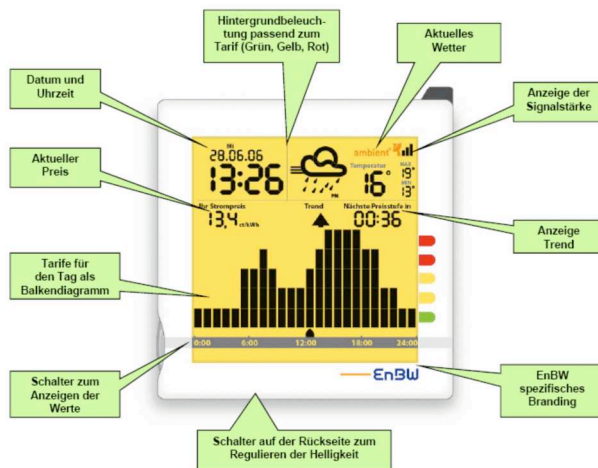 Hintergrundbeleuch-
tung passend zum
Tarif (Grün, Gelb, Rot)
Aktuelles
Wetter
Datum und
Uhrzeit
Anzeige der
Signalstärke
Mi
28.06.06
13:26
ambient
Temperatur
16°
MAX
19°
MIN
13°
PM
Aktueller
Preis
Ihr Strompreis
13,4 ct/kWh
Trend
Nächste Preisstufe in
00:36
Anzeige
Trend
Tarife für
den Tag als
Balkendiagramm
0:00 6:00 12:00 18:00 24:00
EnBW
Schalter zum
Anzeigen der
Werte
EnBW
spezifisches
Branding
Schalter auf der Rückseite zum
Regulieren der Helligkeit